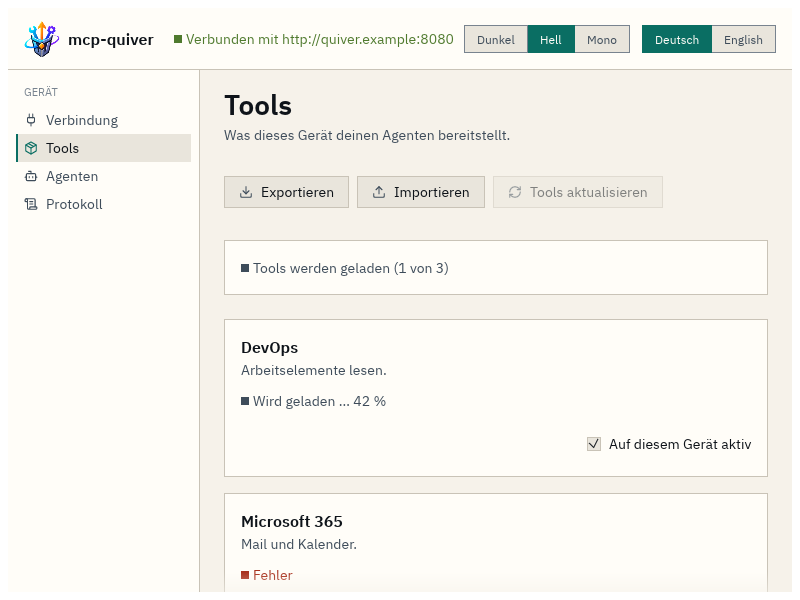 mcp-quiver
Verbunden mit http://quiver.example:8080
Dunkel
Hell
Mono
Deutsch
English
GERÄT
Verbindung
Tools
Agenten
Protokoll
Tools
Was dieses Gerät deinen Agenten bereitstellt.
Exportieren
Importieren
Tools aktualisieren
Tools werden geladen (1 von 3)
DevOps
Arbeitselemente lesen.
Wird geladen … 42 %
Auf diesem Gerät aktiv
Microsoft 365
Mail und Kalender.
Fehler